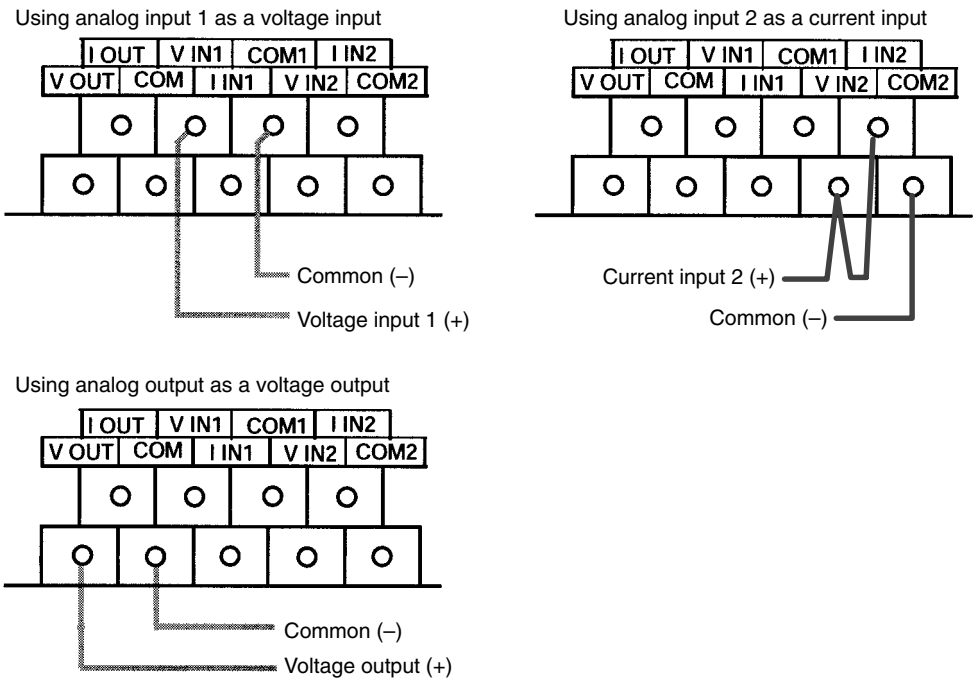 Using analog input 1 as a voltage input
I OUT V IN1 COM1 I IN2
V OUT COM I IN1 V IN2 COM2
Common (–)
Voltage input 1 (+)
Using analog input 2 as a current input
I OUT V IN1 COM1 I IN2
V OUT COM I IN1 V IN2 COM2
Current input 2 (+)
Common (–)
Using analog output as a voltage output
I OUT V IN1 COM1 I IN2
V OUT COM I IN1 V IN2 COM2
Common (–)
Voltage output (+)